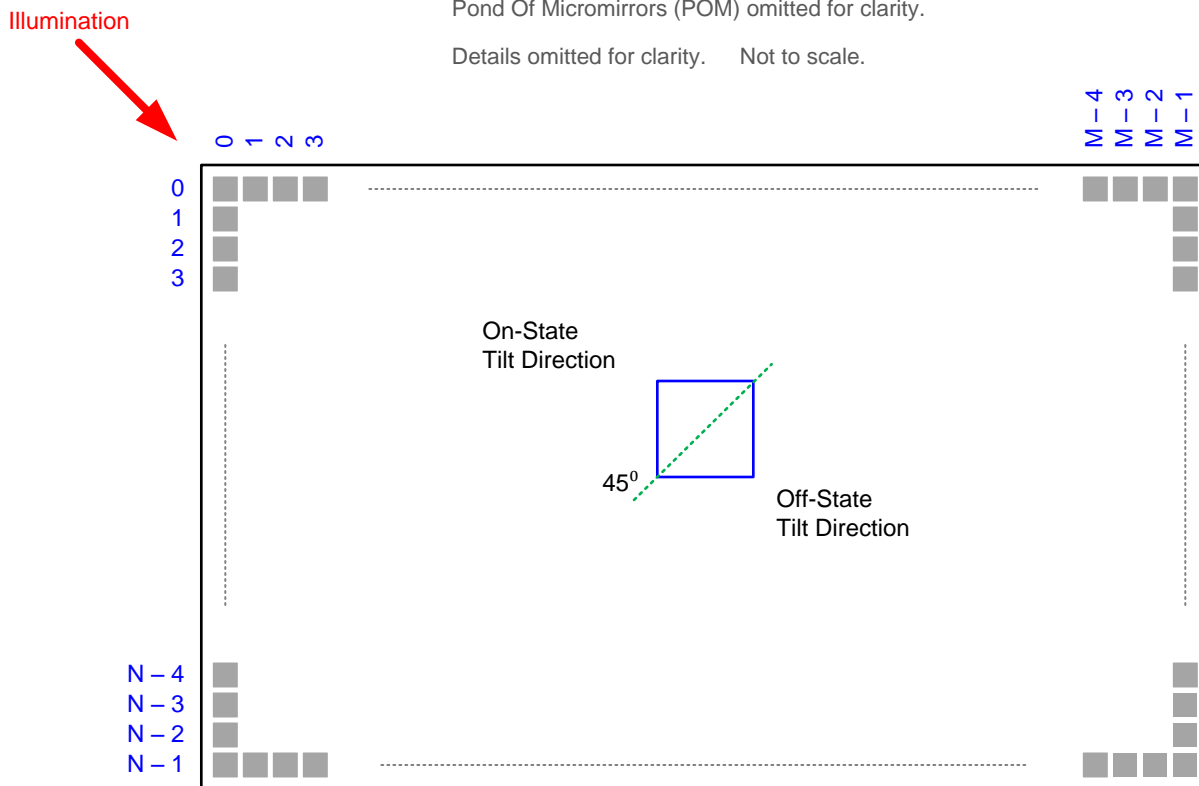 Pond Of Micromirrors (POM) omitted for clarity.
Illumination
Details omitted for clarity. Not to scale.
0 1 2 3
M – 4 M – 3 M – 2 M – 1
0
1
2
3
On-State
Tilt Direction
45⁰
Off-State
Tilt Direction
N – 4
N – 3
N – 2
N – 1